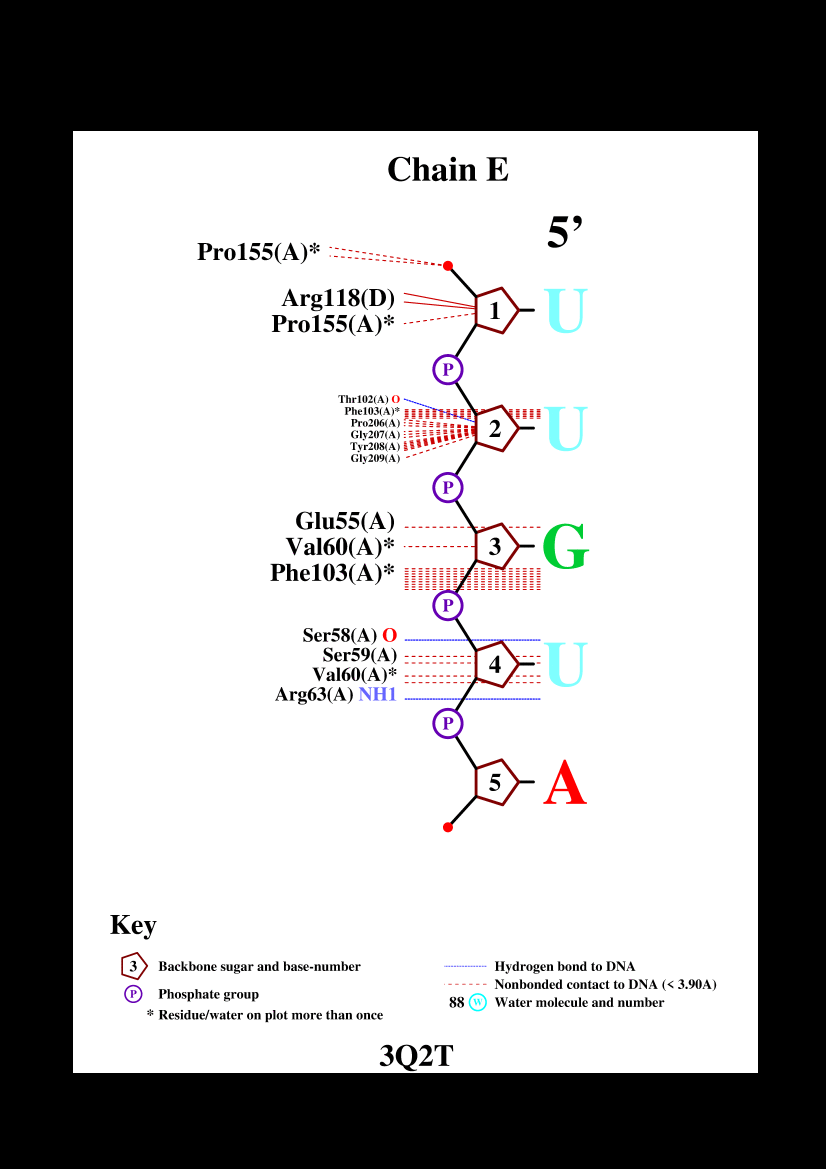 Chain E
5’
Pro155(A)*
Arg118(D)
Pro155(A)*
1 U
P
Thr102(A) O
Phe103(A)*
Pro206(A)
Gly207(A)
Tyr208(A)
Gly209(A)
2 U
P
Glu55(A)
Val60(A)*
Phe103(A)*
3 G
P
Ser58(A) O
Ser59(A)
Val60(A)*
Arg63(A) NH1
4 U
P
5 A
Key
3 Backbone sugar and base-number
P Phosphate group
* Residue/water on plot more than once
Hydrogen bond to DNA
Nonbonded contact to DNA (< 3.90A)
88 W Water molecule and number
3Q2T